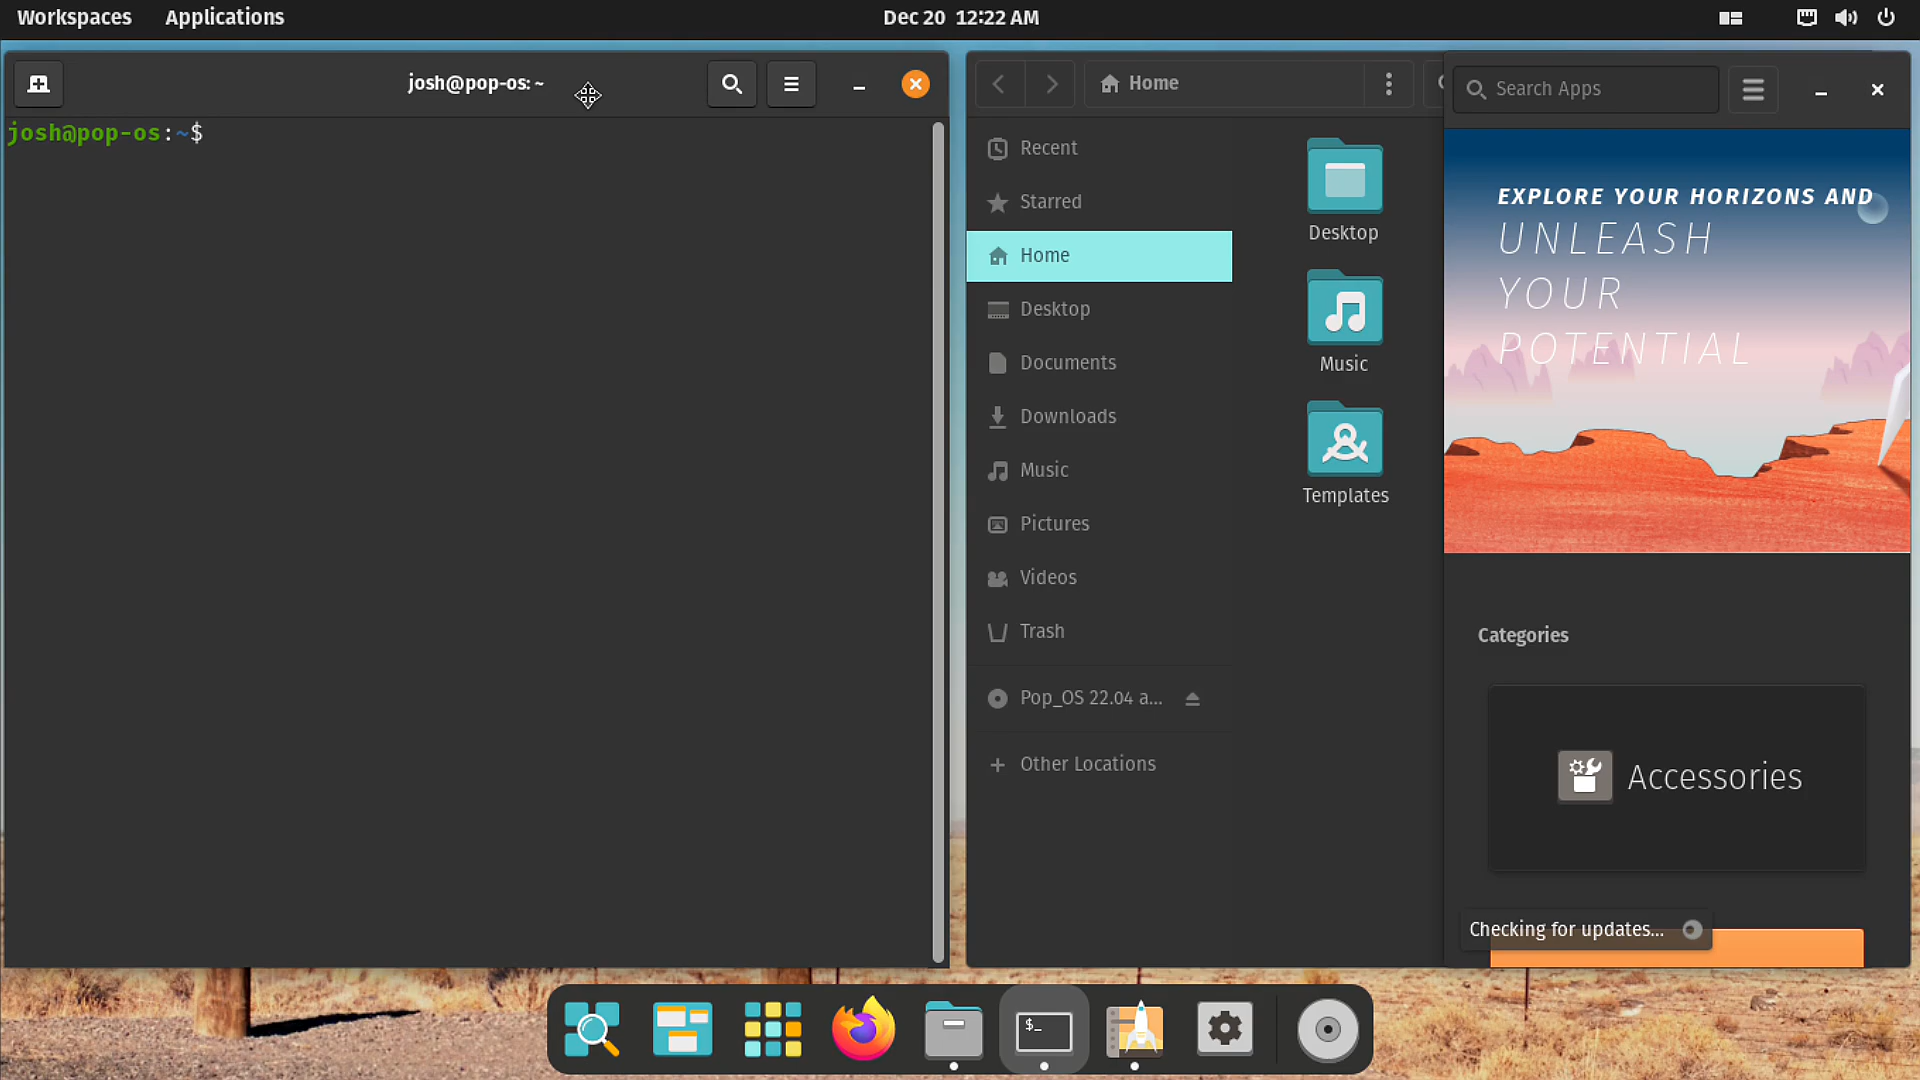 Workspaces
Applications
Dec 20 12:22 AM
josh@pop-os: ~
josh@pop-os:~$
Home
Recent
Starred
Home
Desktop
Documents
Downloads
Music
Pictures
Videos
Trash
Pop_OS 22.04 a...
Other Locations
Desktop
Music
Templates
Search Apps
EXPLORE YOUR HORIZONS AND
UNLEASH
YOUR
POTENTIAL
Categories
Accessories
Checking for updates...
$_